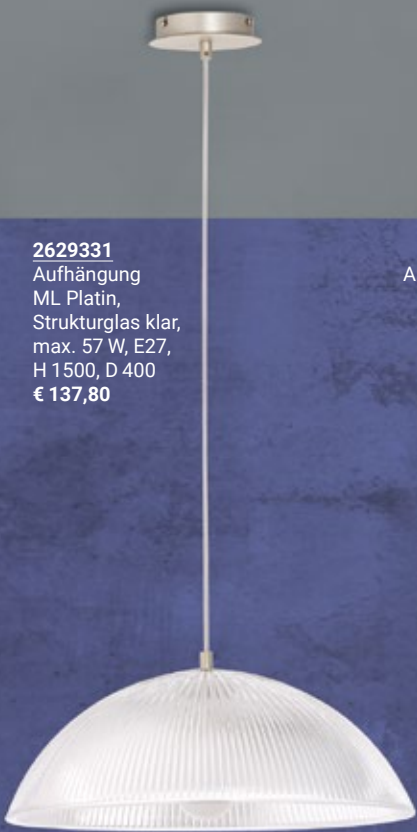 2629331
Aufhängung
ML Platin,
Strukturglas klar,
max. 57 W, E27,
H 1500, D 400
€ 137,80
A